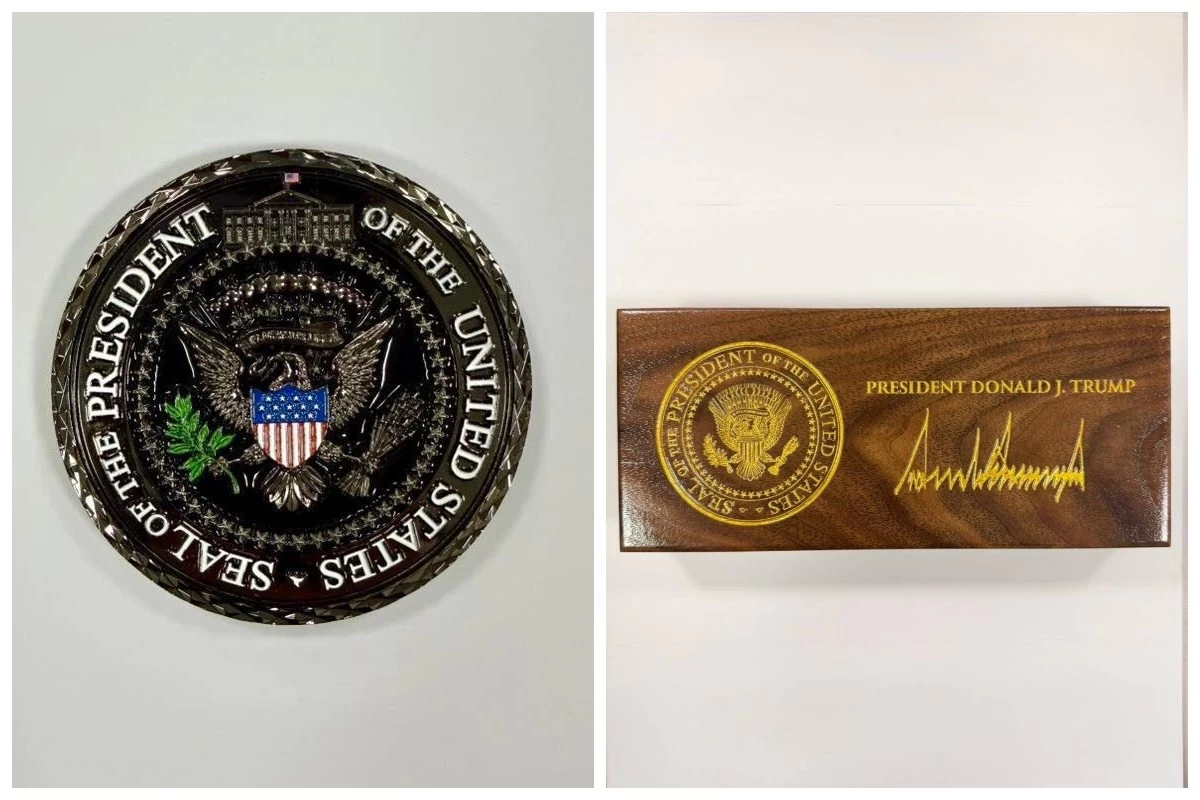 SEAL OF THE PRESIDENT OF THE UNITED STATES
SEAL OF THE PRESIDENT OF THE UNITED STATES
PRESIDENT DONALD J. TRUMP